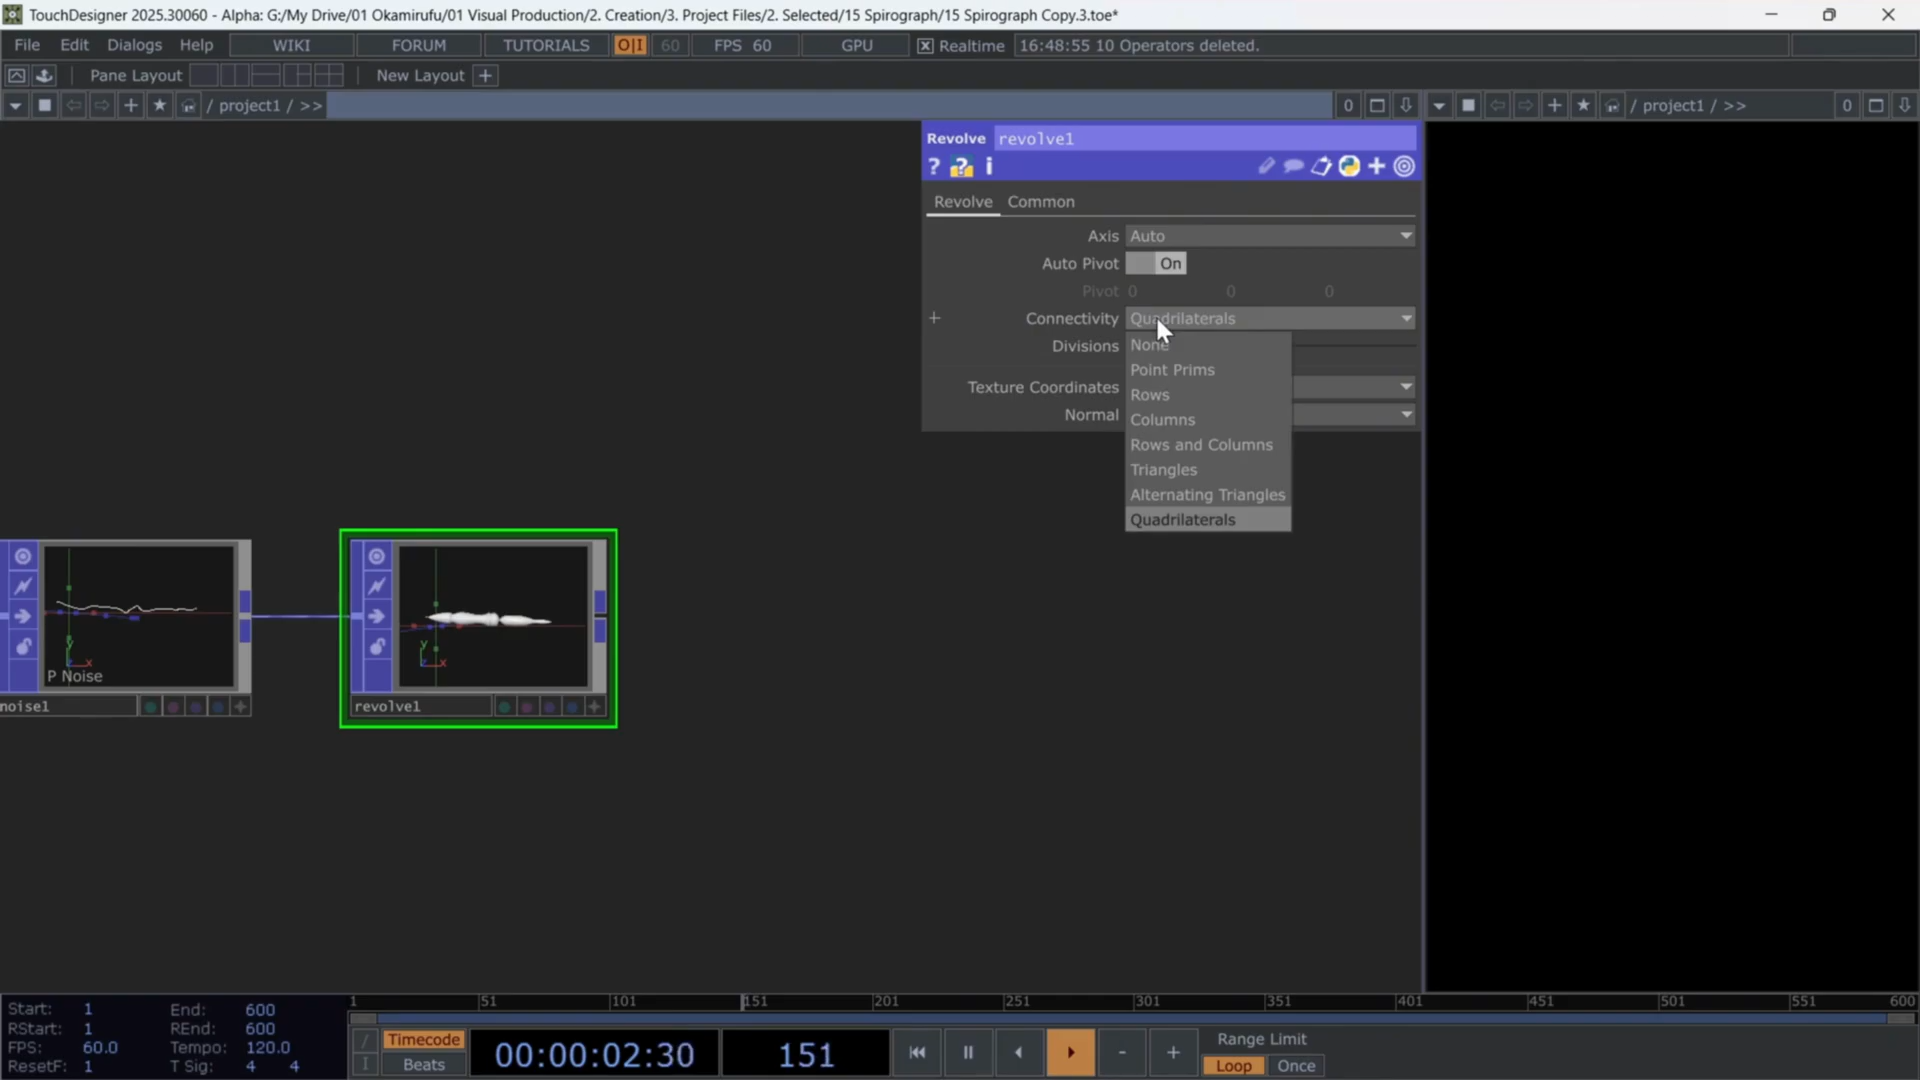 TouchDesigner 2025.30060 - Alpha: G:/My Drive/01 Okamirufu/01 Visual Production/2. Creation/3. Project Files/2. Selected/15 Spirograph/15 Spirograph Copy.3.toe*
File Edit Dialogs Help WIKI FORUM TUTORIALS O|I 60 FPS 60 GPU x Realtime 16:48:55 10 Operators deleted.
Pane Layout New Layout +
/ project1 / >> 0 / project1 / >> 0
Revolve revolve1
? ? i
Revolve Common
Axis Auto
Auto Pivot On
Pivot 0 0 0
+ Connectivity Quadrilaterals
Divisions None
Point Prims
Texture Coordinates Rows
Normal Columns
Rows and Columns
Triangles
Alternating Triangles
Quadrilaterals
y x
P Noise
y x
noise1
revolve1
Start: 1 End: 600
RStart: 1 REnd: 600
FPS: 60.0 Tempo: 120.0
ResetF: 1 T Sig: 4 4
1 51 101 151 201 251 301 351 401 451 501 551 600
/ Timecode
I Beats
00:00:02:30
151
- +
Range Limit
Loop Once